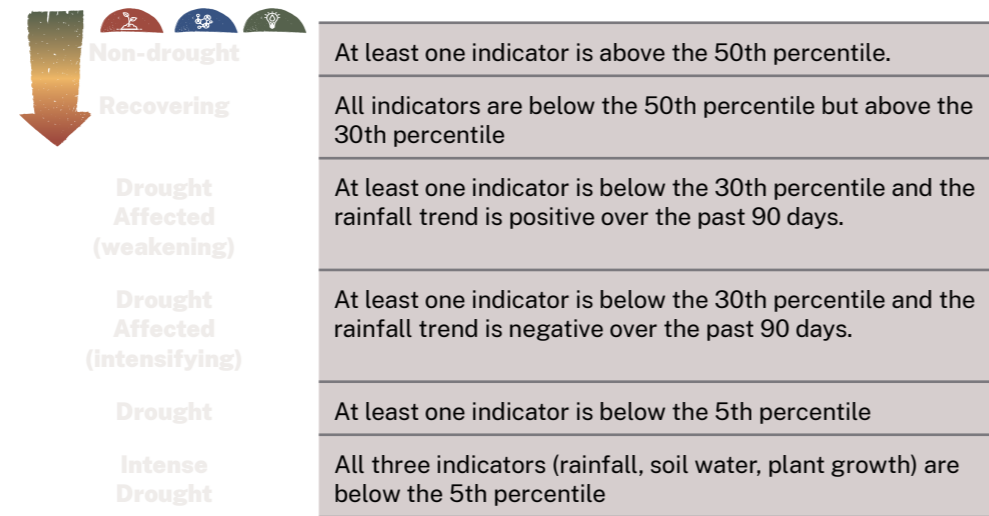 Non-drought
At least one indicator is above the 50th percentile.
Recovering
All indicators are below the 50th percentile but above the
30th percentile
Drought
Affected
(weakening)
At least one indicator is below the 30th percentile and the
rainfall trend is positive over the past 90 days.
Drought
Affected
(intensifying)
At least one indicator is below the 30th percentile and the
rainfall trend is negative over the past 90 days.
Drought
At least one indicator is below the 5th percentile
Intense
Drought
All three indicators (rainfall, soil water, plant growth) are
below the 5th percentile